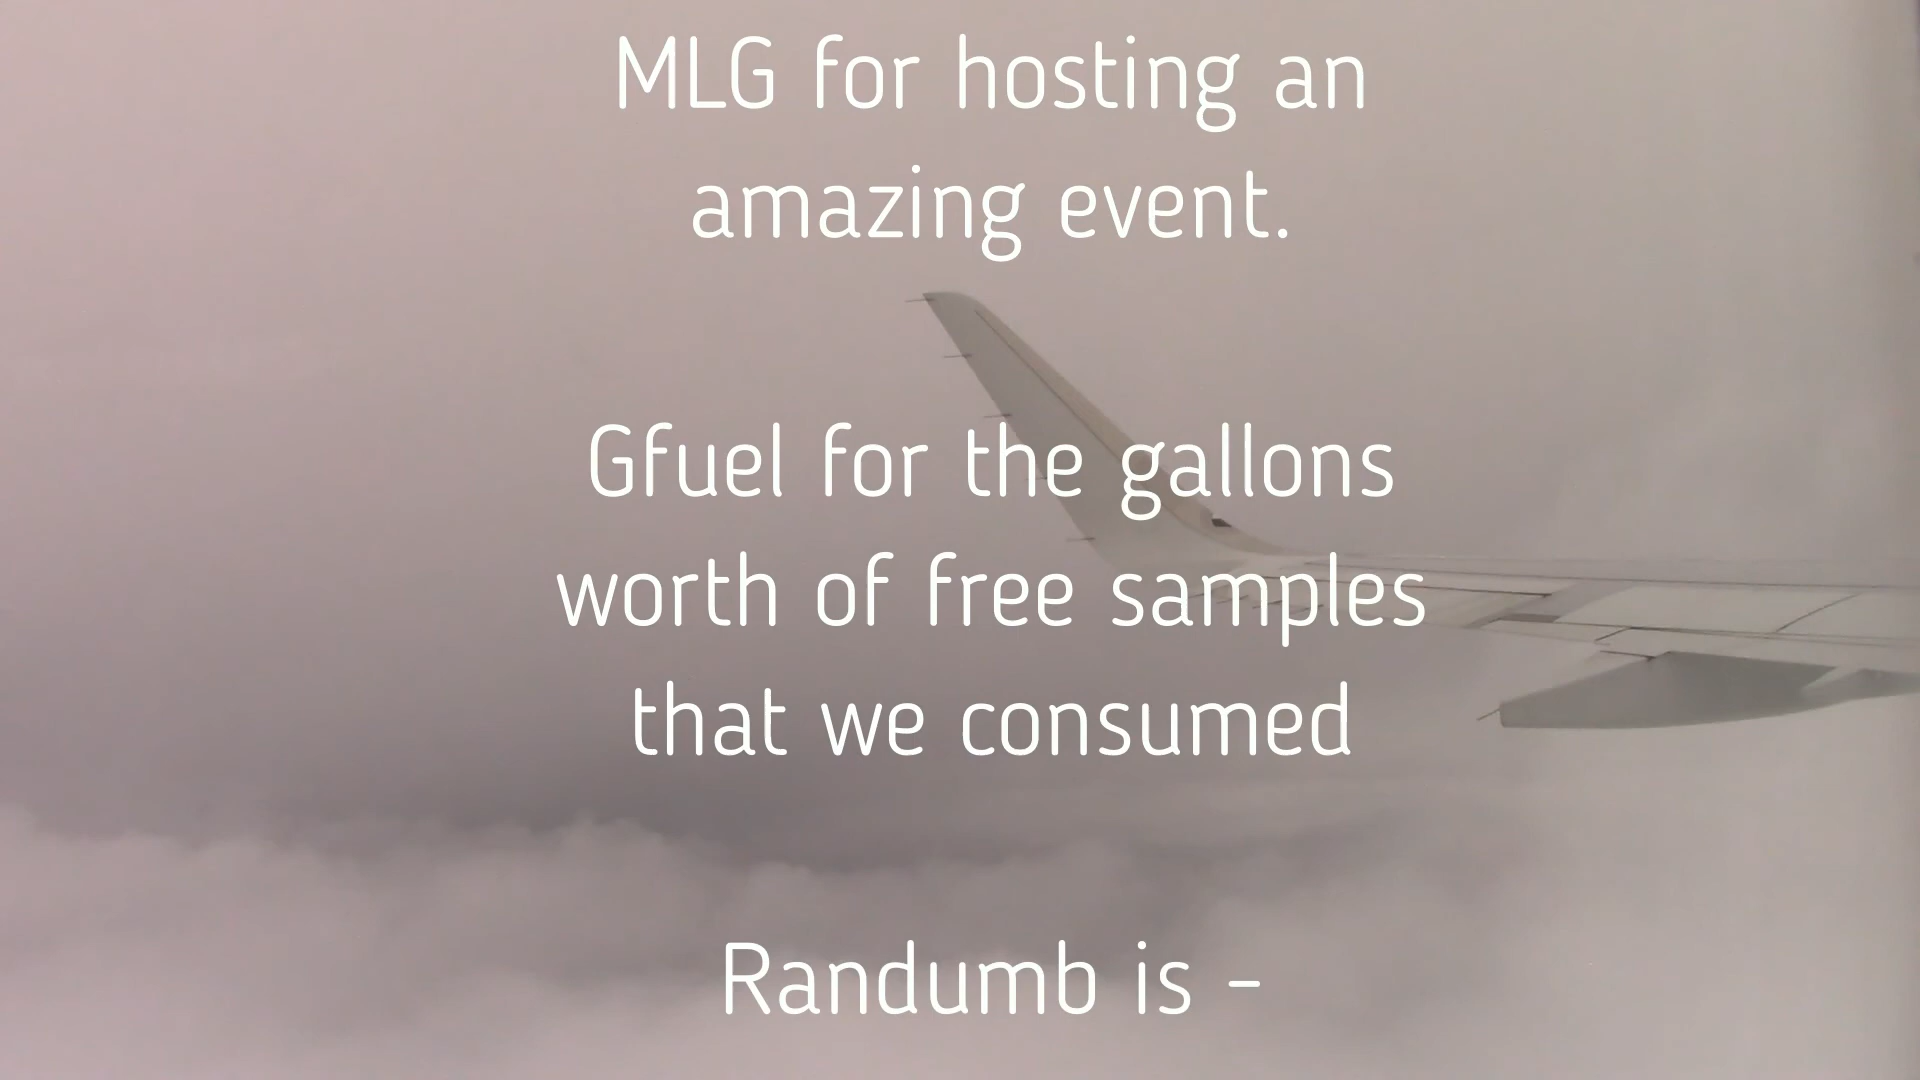 MLG for hosting an
amazing event.
Gfuel for the gallons
worth of free samples
that we consumed
Randumb is -